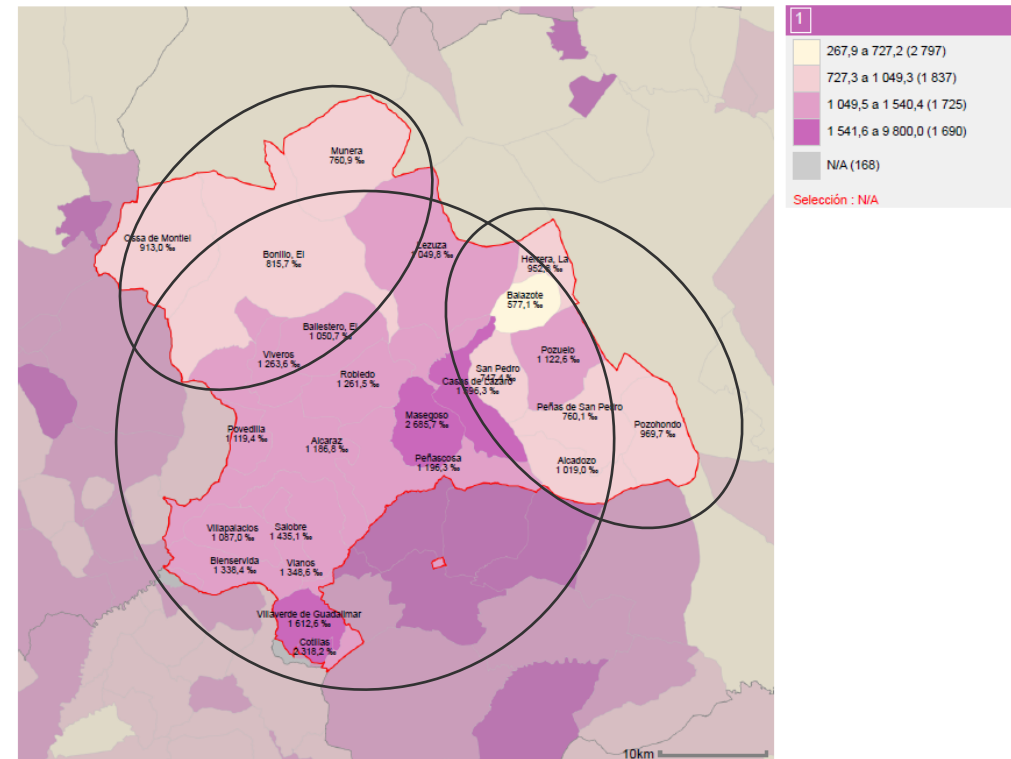 1
267,9 a 727,2 (2 797)
727,3 a 1 049,3 (1 837)
1 049,5 a 1 540,4 (1 725)
1 541,6 a 9 800,0 (1 690)
N/A (168)
Selección : N/A
Munera
760,9 ‰
Ossa de Montiel
913,0 ‰
Bonillo, El
815,7 ‰
Lezuza
1 049,8 ‰
Herrera, La
952,8 ‰
Balazote
577,1 ‰
Ballestero, El
1 050,7 ‰
Viveros
1 263,6 ‰
Pozuelo
1 122,6 ‰
Robledo
1 261,5 ‰
San Pedro
747,4 ‰
Casas de Lázaro
1 696,3 ‰
Peñas de San Pedro
760,1 ‰
Masegoso
2 685,7 ‰
Pozohondo
969,7 ‰
Povedilla
1 119,4 ‰
Alcaraz
1 186,8 ‰
Peñascosa
1 196,3 ‰
Alcadozo
1 019,0 ‰
Villapalacios
1 087,0 ‰
Salobre
1 435,1 ‰
Bienservida
1 338,4 ‰
Vianos
1 348,6 ‰
Villaverde de Guadalimar
1 612,6 ‰
Cotillas
2 318,2 ‰
10km